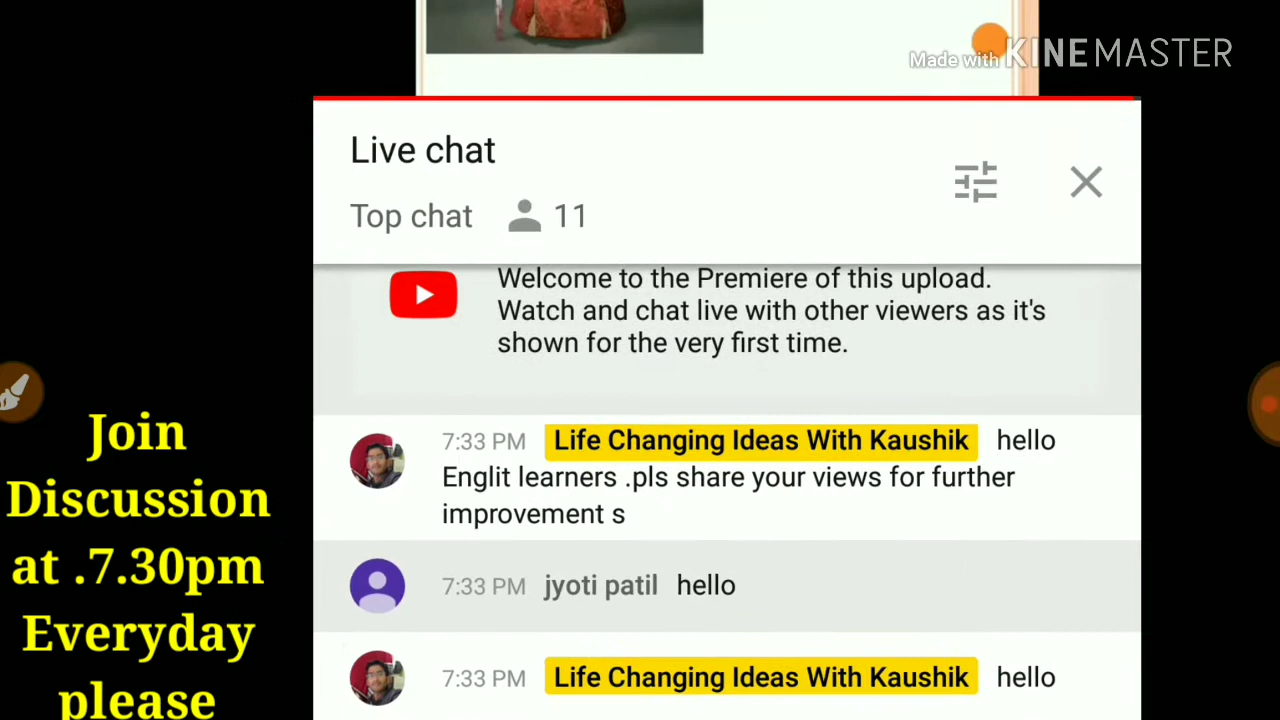 Made with KINEMASTER
Live chat
Top chat 11
Welcome to the Premiere of this upload.
Watch and chat live with other viewers as it's
shown for the very first time.
7:33 PM Life Changing Ideas With Kaushik hello
Englit learners .pls share your views for further
improvement s
7:33 PM jyoti patil hello
7:33 PM Life Changing Ideas With Kaushik hello
Join
Discussion
at .7.30pm
Everyday
please